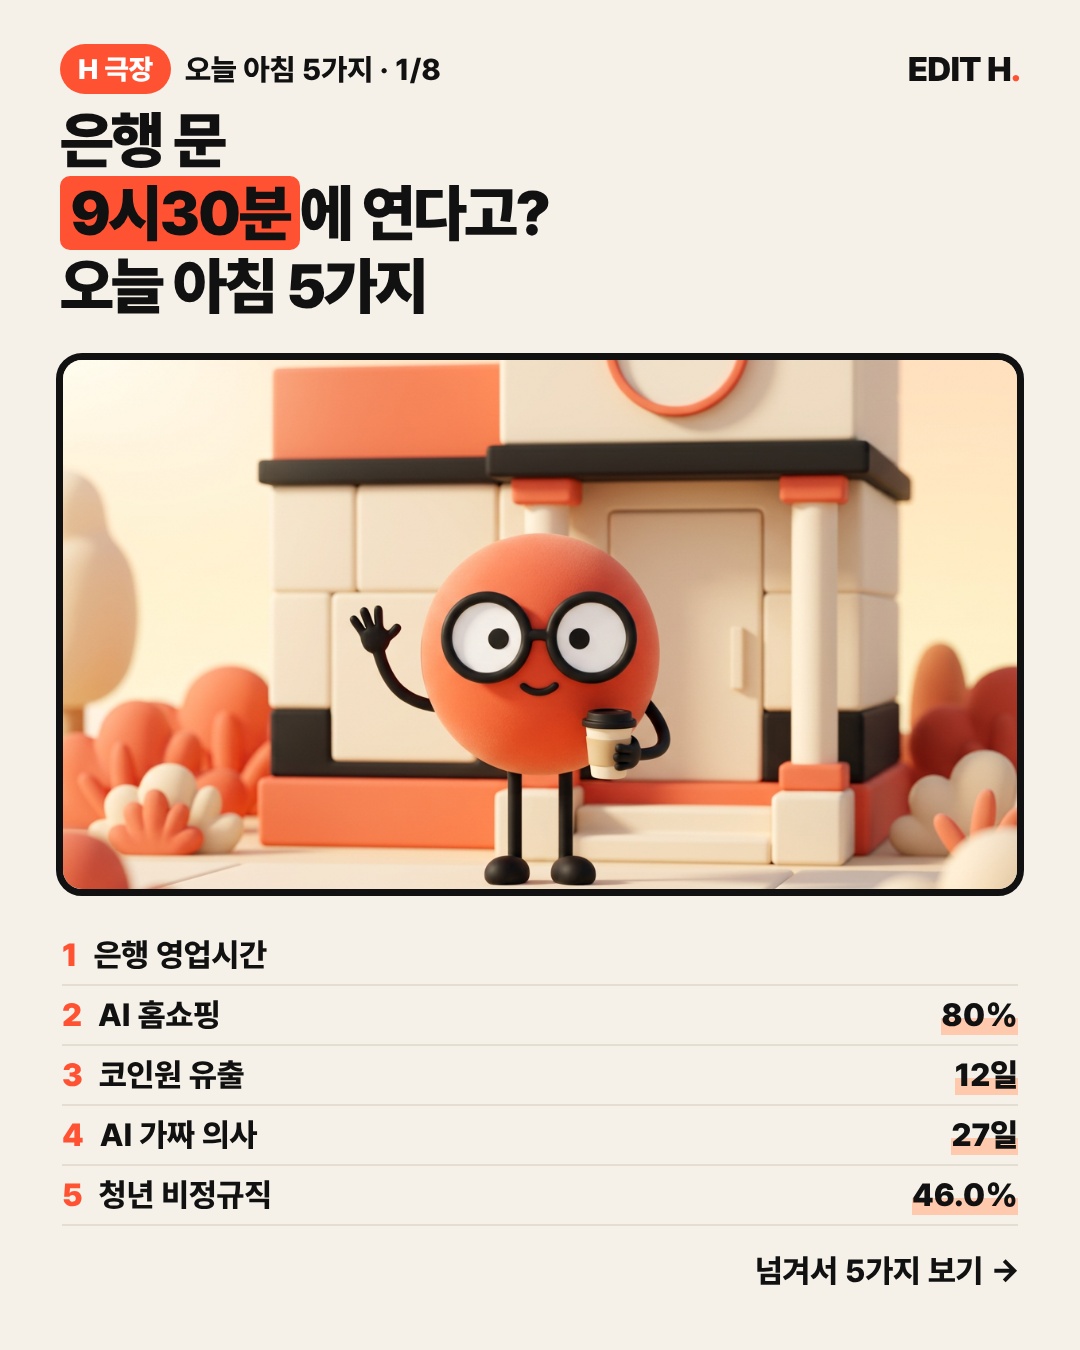 H 극장 오늘 아침 5가지 · 1/8
EDIT H.
은행 문
9시30분에 연다고?
오늘 아침 5가지
1 은행 영업시간
2 AI 홈쇼핑 80%
3 코인원 유출 12일
4 AI 가짜 의사 27일
5 청년 비정규직 46.0%
넘겨서 5가지 보기 →